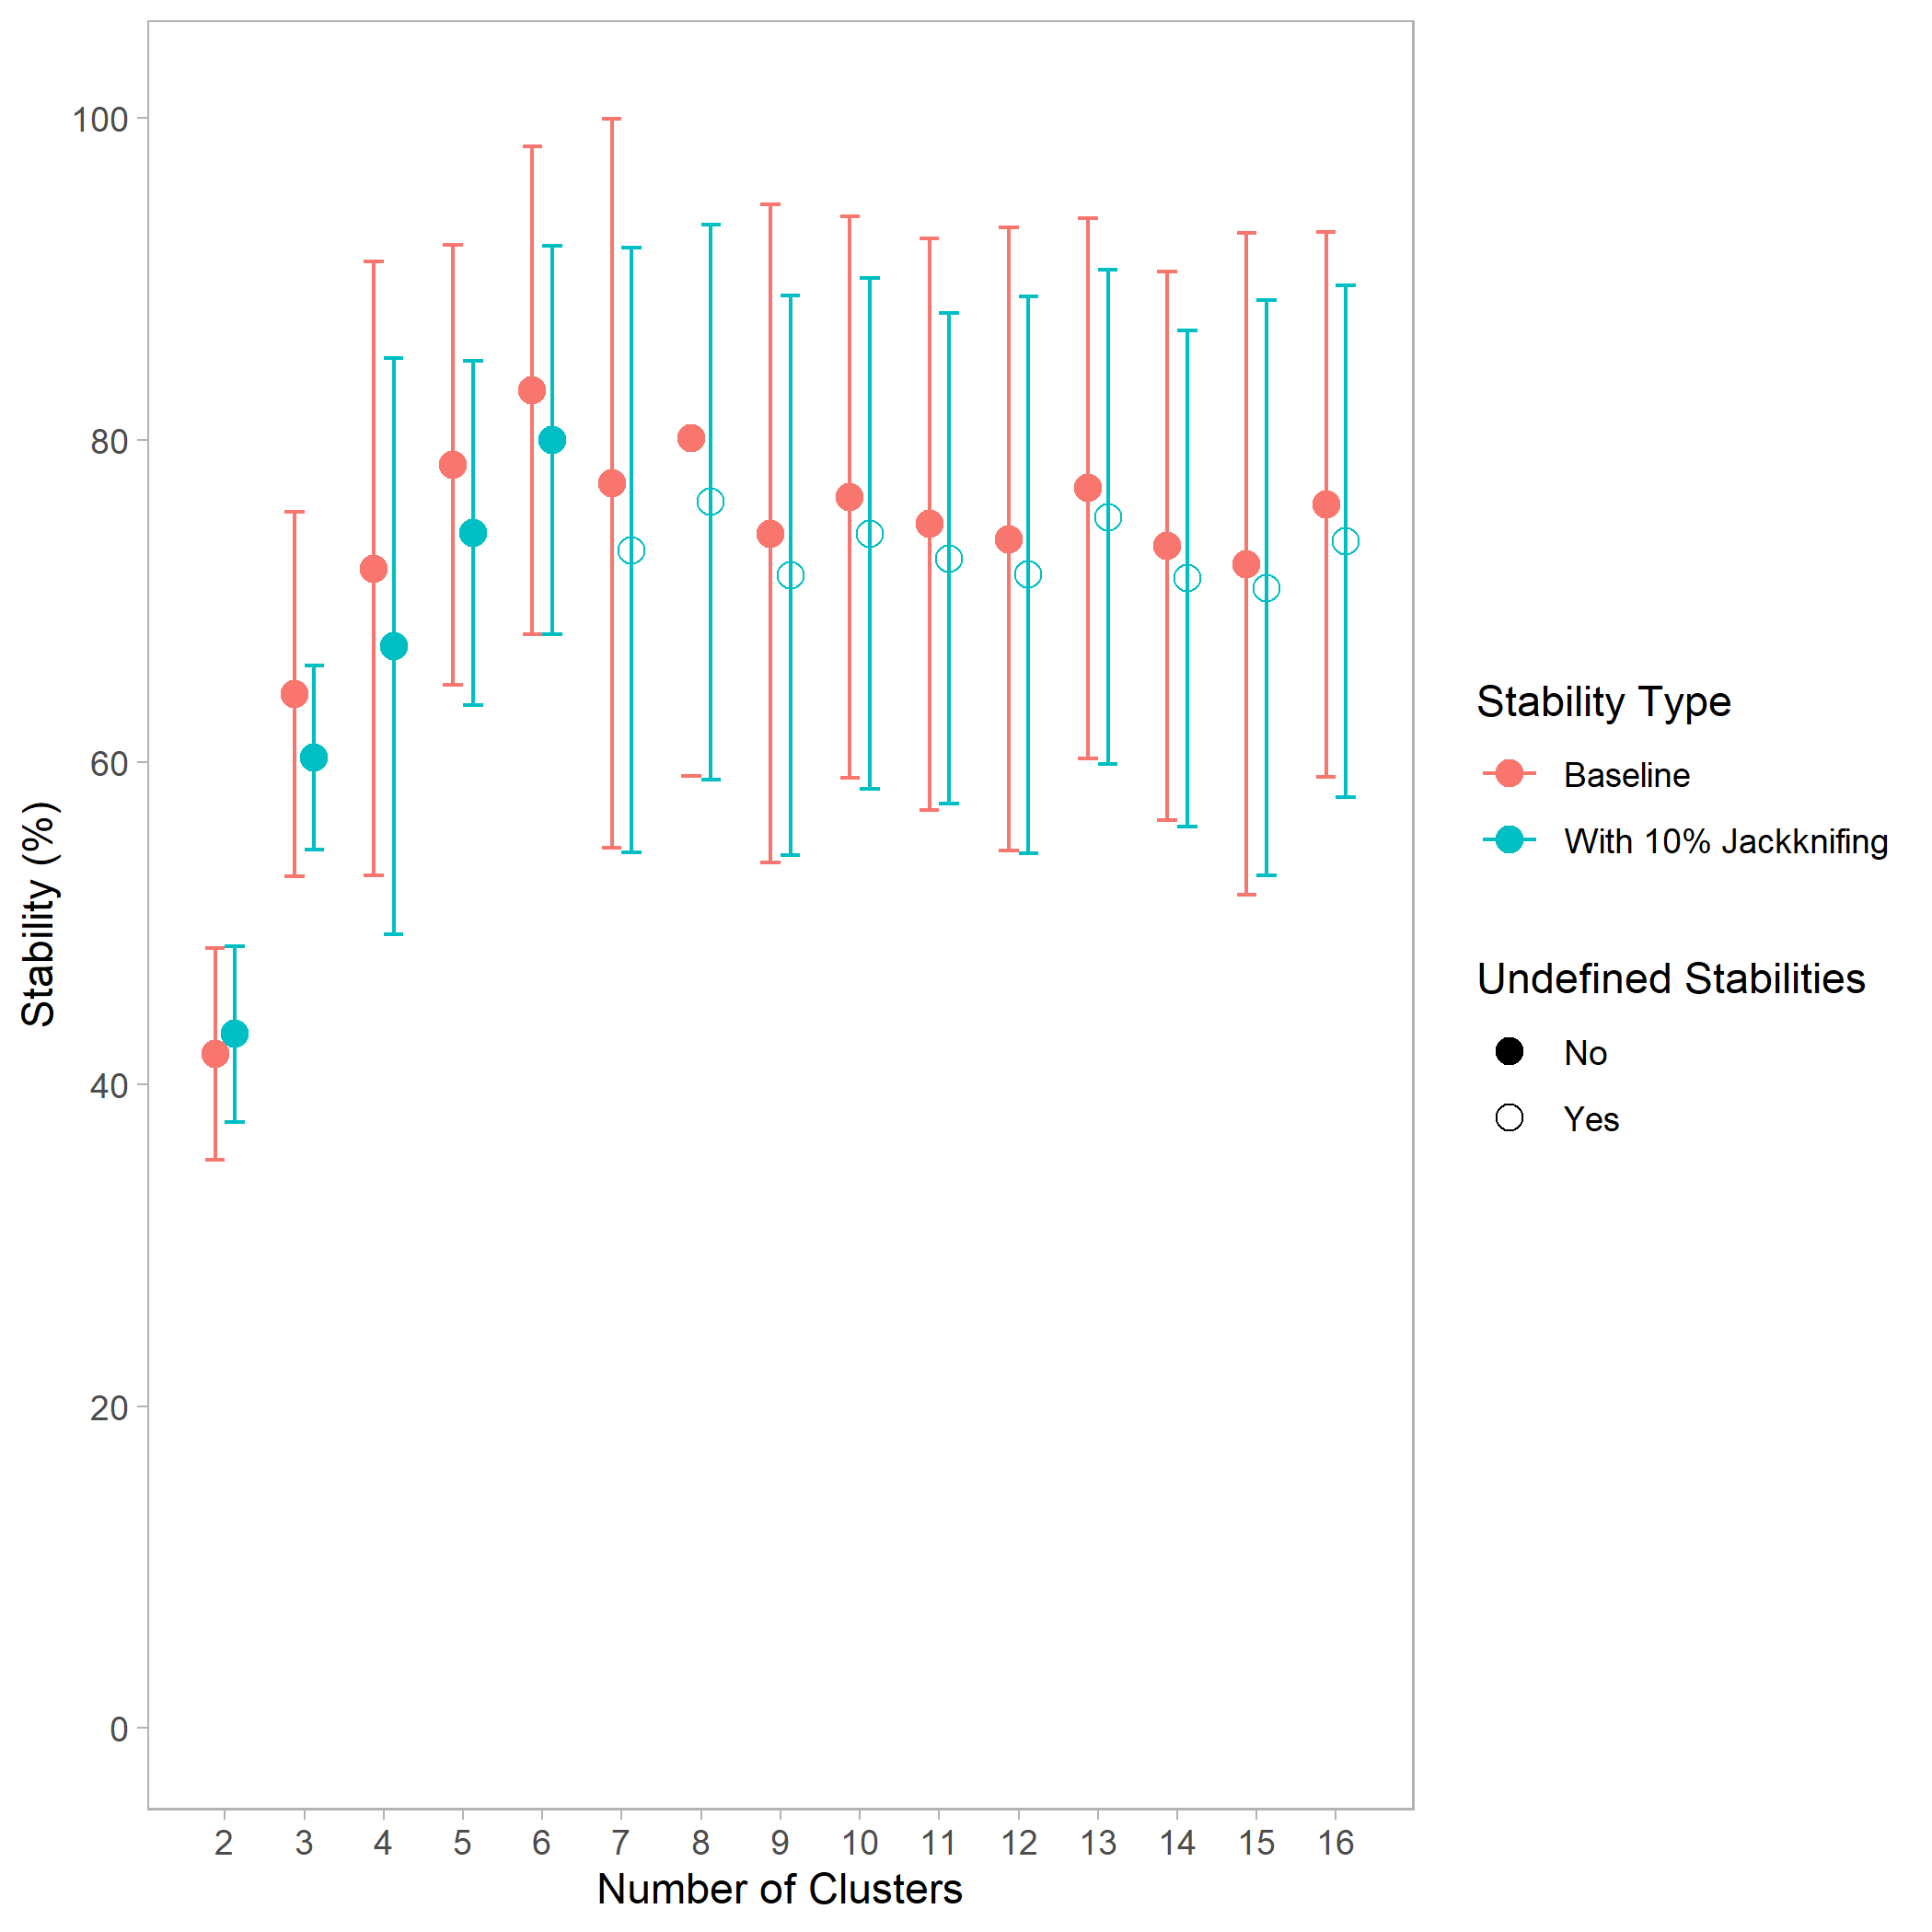 100
80
60
40
20
0
Stability (%)
2 3 4 5 6 7 8 9 10 11 12 13 14 15 16
Number of Clusters
Stability Type
Baseline
With 10% Jackknifing
Undefined Stabilities
No
Yes